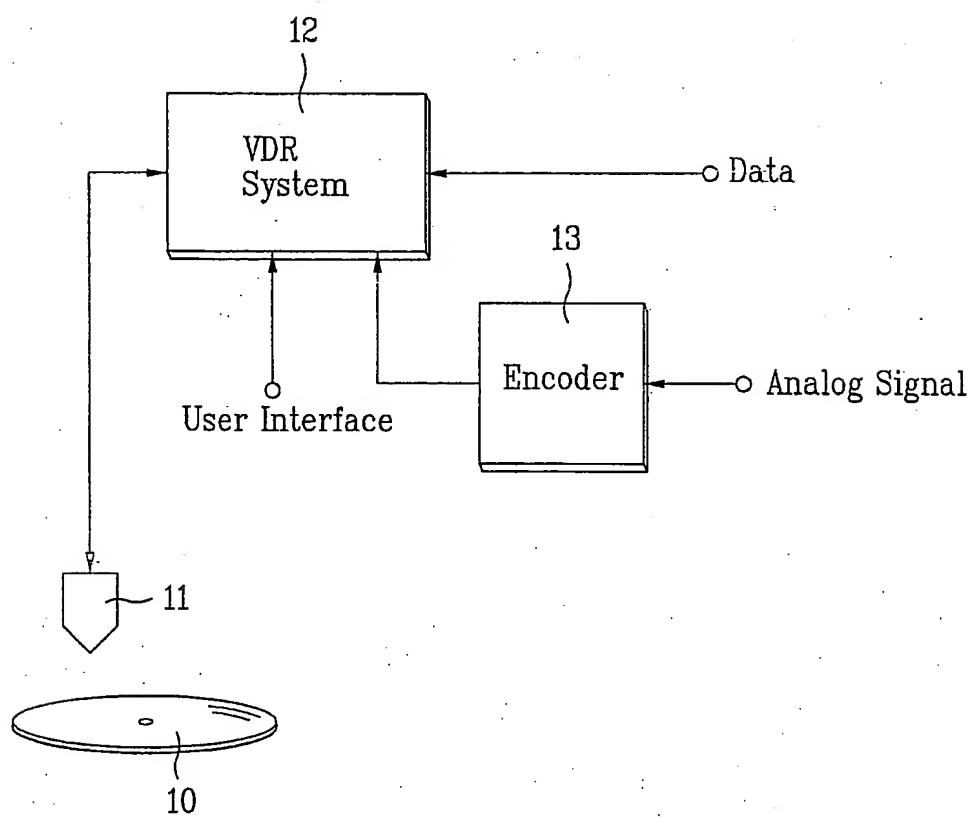 12
VDR
System
Data
13
Encoder
Analog Signal
User Interface
11
10